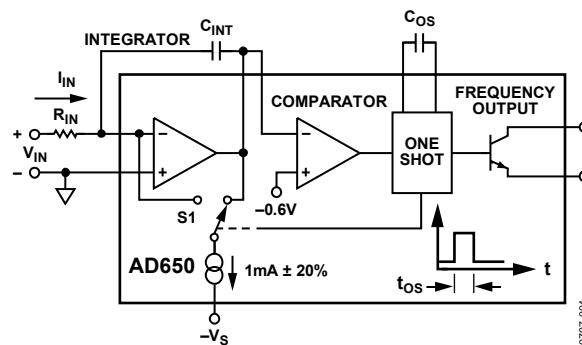 C_INT
C_OS
INTEGRATOR
I_IN
R_IN
COMPARATOR
FREQUENCY
OUTPUT
+
−
−
V_IN
+
ONE
SHOT
−
+
S1
–0.6V
AD650
1mA ± 20%
t
t_OS
–V_S